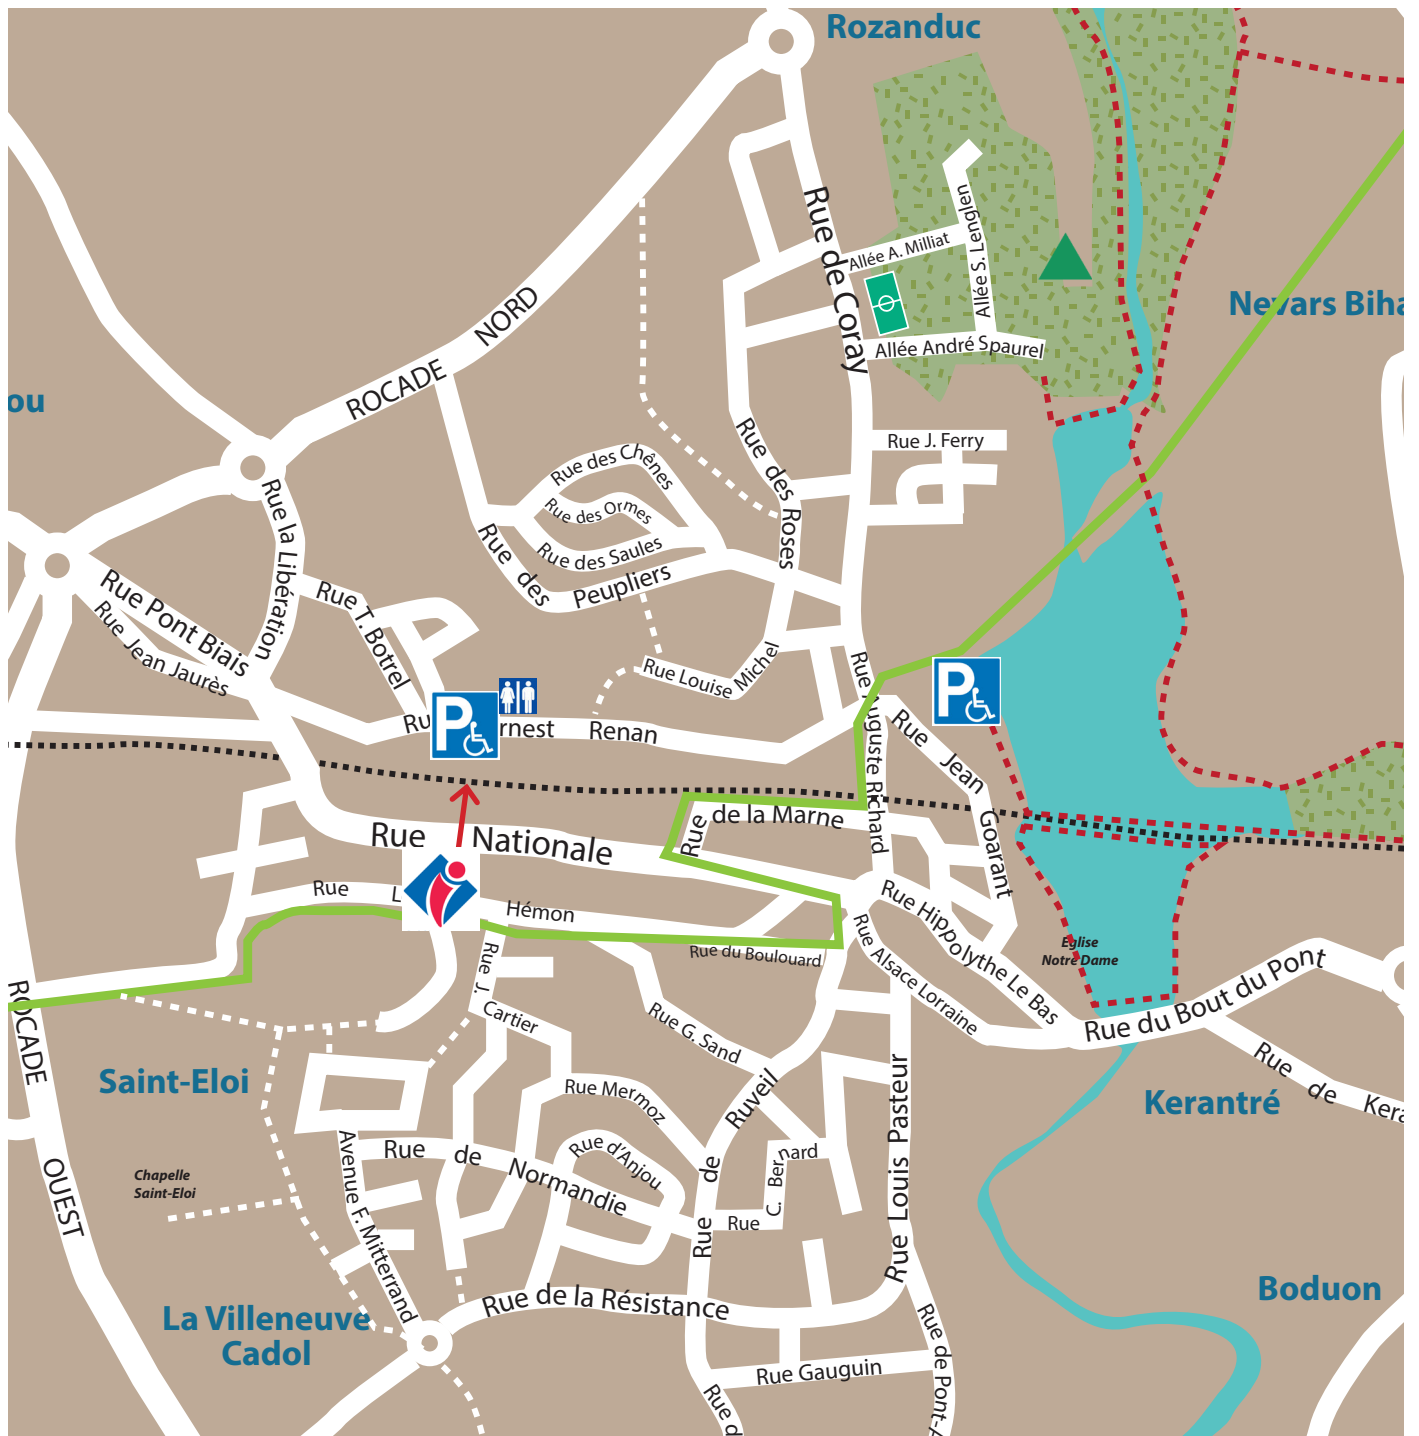 Rozanduc
Rue de Coray
Allée S. Lenglen
Allée A. Milliat
Nevars Biha
Allée André Spaurel
ROCADE NORD
ou
Rue J. Ferry
Rue des Roses
Rue des Chênes
Rue des Ormes
Rue des Saules
Rue des Peupliers
Rue la Libération
Rue Pont Biais
Rue Jean Jaurès
Rue T. Botrel
Rue Louise Michel
P
P
Ru
rnest Renan
Rue Auguste Richard
Rue Jean Goarant
Rue de la Marne
Rue Nationale
Rue L
Hémon
Rue du Boulouard
Rue Hippolythe Le Bas
Rue Alsace Lorraine
Eglise
Notre Dame
Rue du Bout du Pont
Rue J. Cartier
Rue G. Sand
ROCADE OUEST
Saint-Eloi
Kerantré
Rue de Kera
Rue Mermoz
Rue de Ruveil
Rue Louis Pasteur
Rue C. Bernard
Rue d'Anjou
Rue de Normandie
Avenue F. Mitterrand
Chapelle
Saint-Eloi
Boduon
La Villeneuve
Cadol
Rue de la Résistance
Rue Gauguin
Rue de Pont-A
Rue d